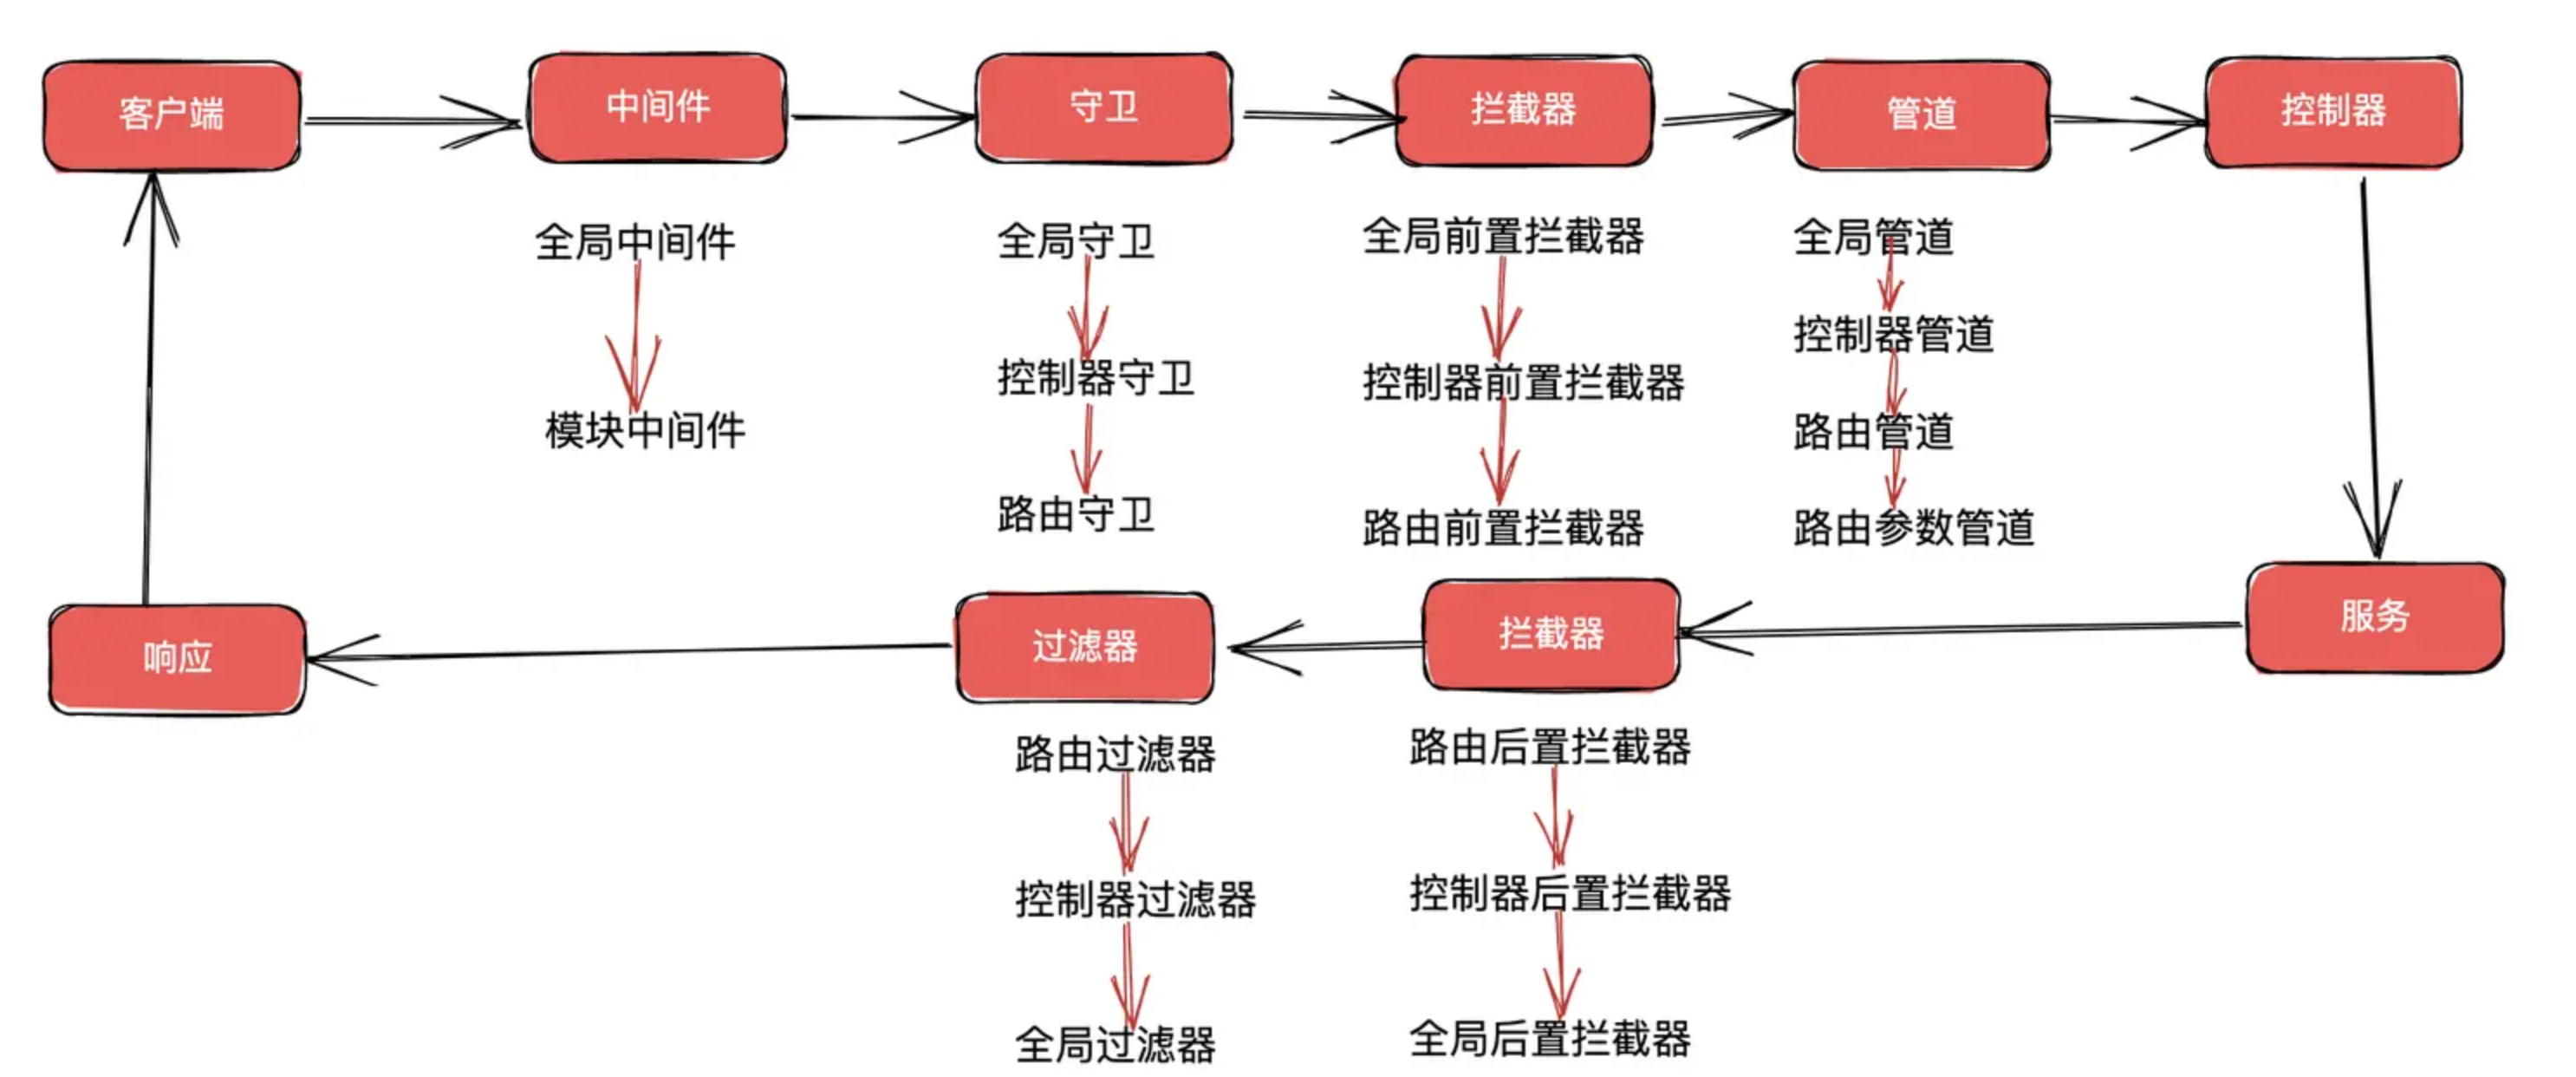 客户端
中间件
守卫
拦截器
管道
控制器
全局中间件
模块中间件
全局守卫
控制器守卫
路由守卫
全局前置拦截器
控制器前置拦截器
路由前置拦截器
全局管道
控制器管道
路由管道
路由参数管道
响应
过滤器
拦截器
服务
路由过滤器
控制器过滤器
全局过滤器
路由后置拦截器
控制器后置拦截器
全局后置拦截器